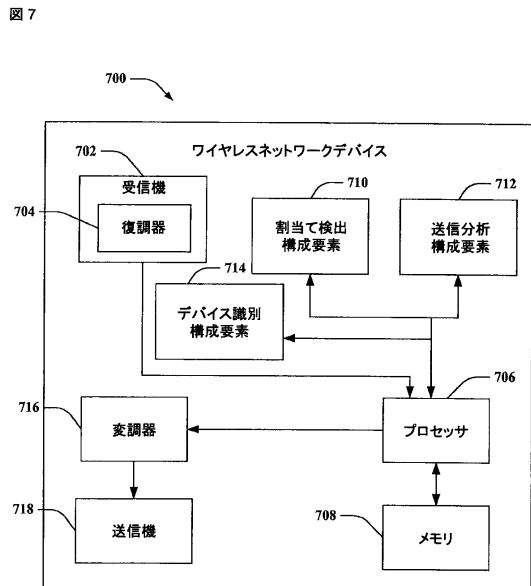 図7
700
ワイヤレスネットワークデバイス
702
受信機
704
復調器
710
割当て検出
構成要素
712
送信分析
構成要素
714
デバイス識別
構成要素
706
プロセッサ
716
変調器
718
送信機
708
メモリ